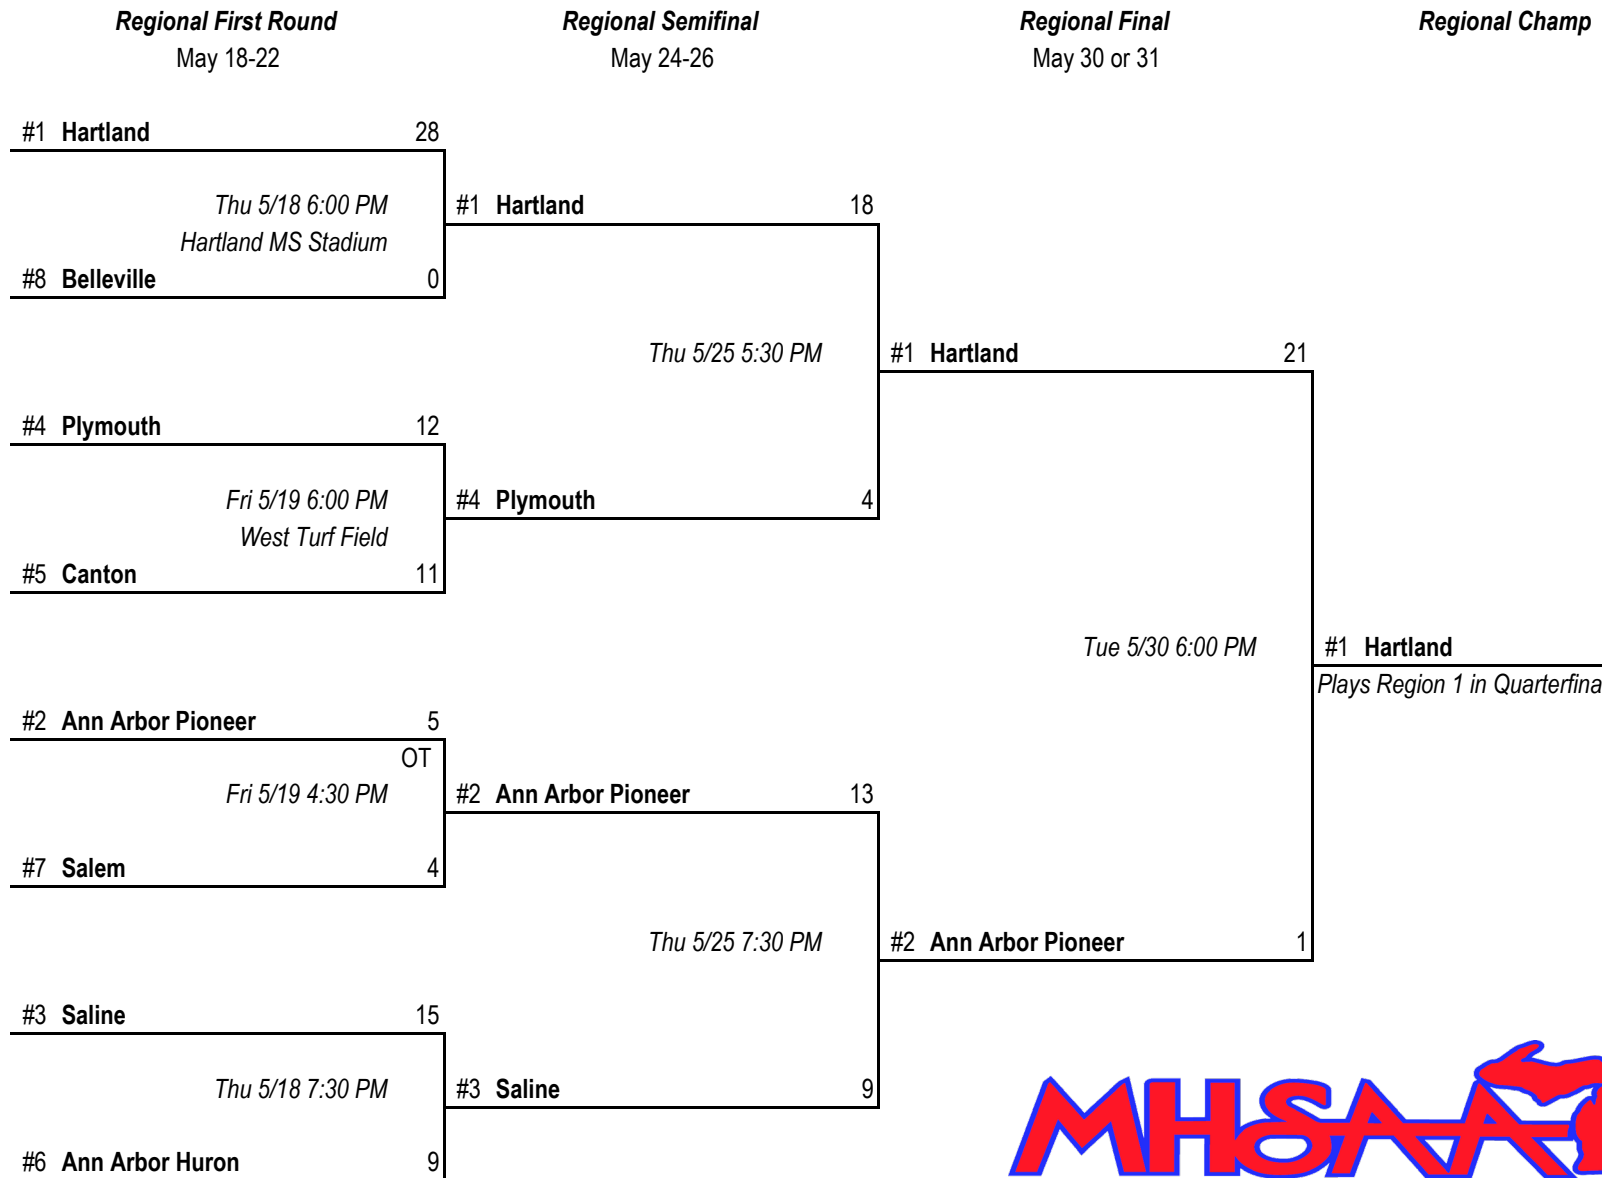 Regional First Round
May 18-22
Regional Semifinal
May 24-26
Regional Final
May 30 or 31
Regional Champ
#1 Hartland 28
Thu 5/18 6:00 PM
Hartland MS Stadium
#8 Belleville 0
#4 Plymouth 12
Fri 5/19 6:00 PM
West Turf Field
#5 Canton 11
#2 Ann Arbor Pioneer 5
OT
Fri 5/19 4:30 PM
#7 Salem 4
#3 Saline 15
Thu 5/18 7:30 PM
#6 Ann Arbor Huron 9
#1 Hartland 18
Thu 5/25 5:30 PM
#4 Plymouth 4
#2 Ann Arbor Pioneer 13
Thu 5/25 7:30 PM
#3 Saline 9
#1 Hartland 21
Tue 5/30 6:00 PM
#2 Ann Arbor Pioneer 1
#1 Hartland
Plays Region 1 in Quarterfina
MHSAA